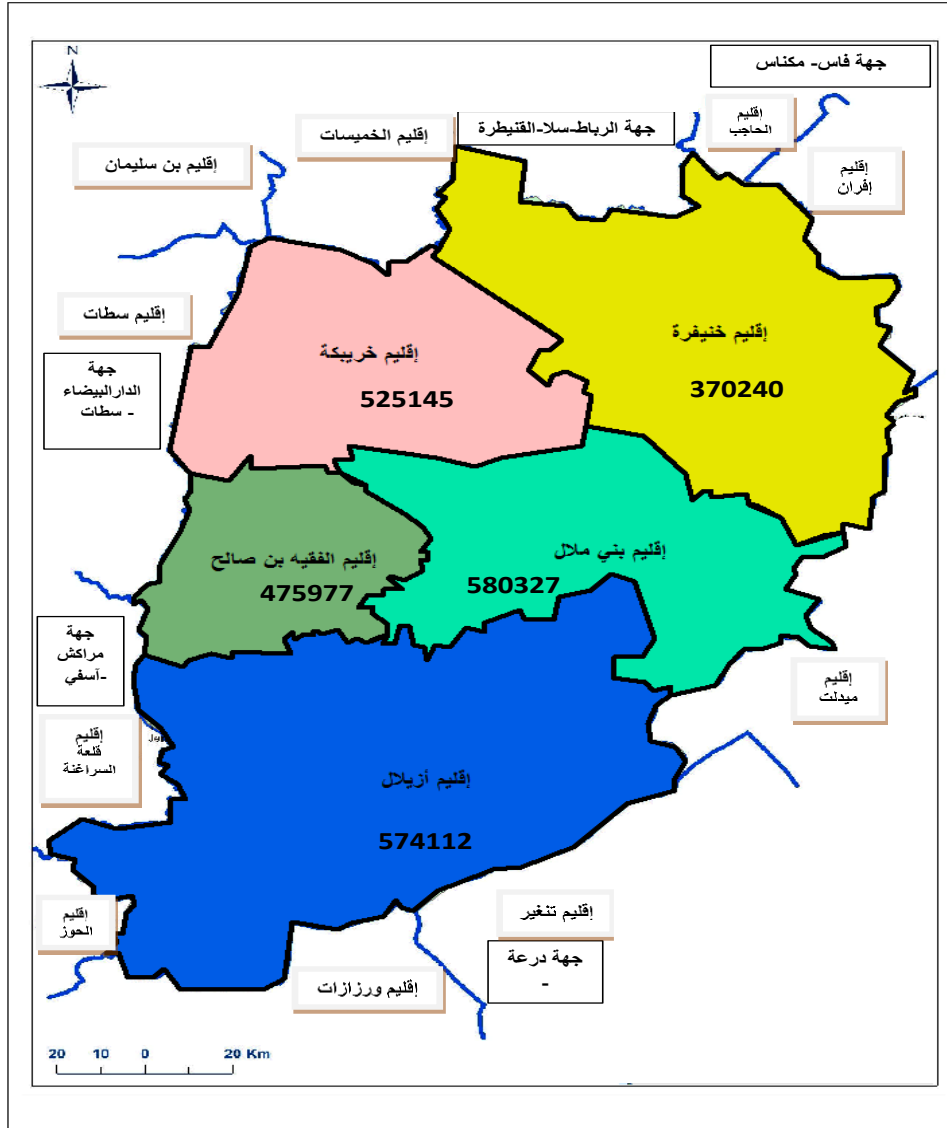 N
جهة فاس- مكناس
إقليم
الحاجب
جهة الرباط-سلا-القنيطرة
إقليم الخميسات
إقليم بن سليمان
إقليم
إفران
إقليم سطات
إقليم خنيفرة
370240
إقليم خريبكة
525145
جهة
الدارالبيضاء
- سطات
إقليم بني ملال
580327
إقليم الفقيه بن صالح
475977
جهة
مراكش
-آسفي
إقليم
ميدلت
إقليم
قلعة
السراغنة
إقليم أزيلال
574112
إقليم
الحوز
إقليم تنغير
جهة درعة
-
إقليم ورزازات
20 10 0 20 Km